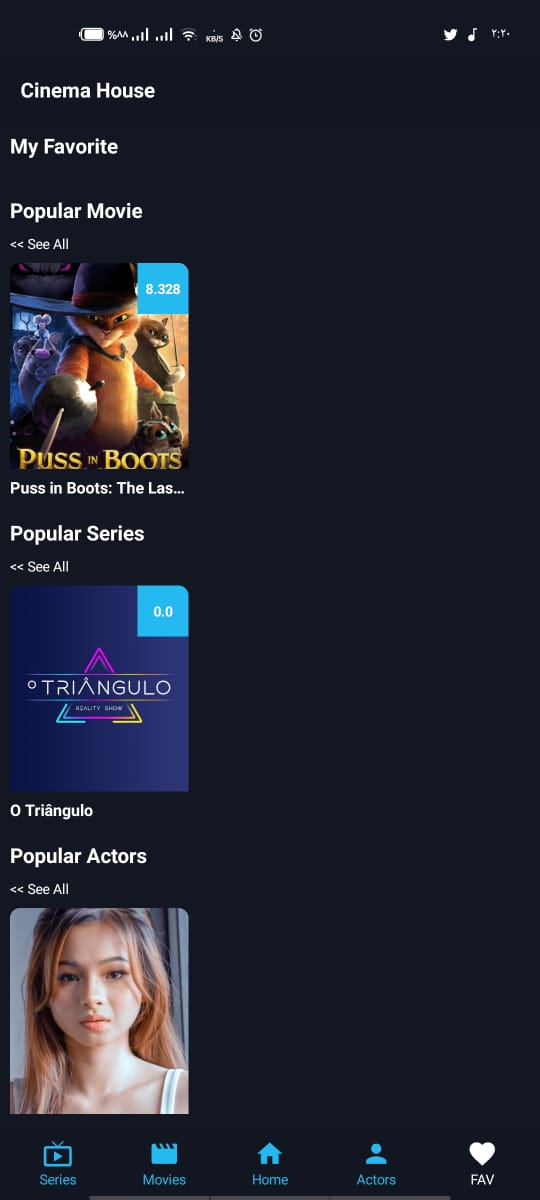 %٨٨
KB/S
٢:٢٠
Cinema House
My Favorite
Popular Movie
<< See All
8.328
PUSS IN BOOTS
Puss in Boots: The Las...
Popular Series
<< See All
0.0
O TRIÂNGULO
REALITY SHOW
O Triângulo
Popular Actors
<< See All
Series
Movies
Home
Actors
FAV